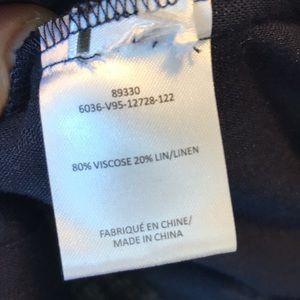 89330
6036-V95-12728-122
80% VISCOSE 20% LIN/LINEN
FABRIQUÉ EN CHINE/
MADE IN CHINA